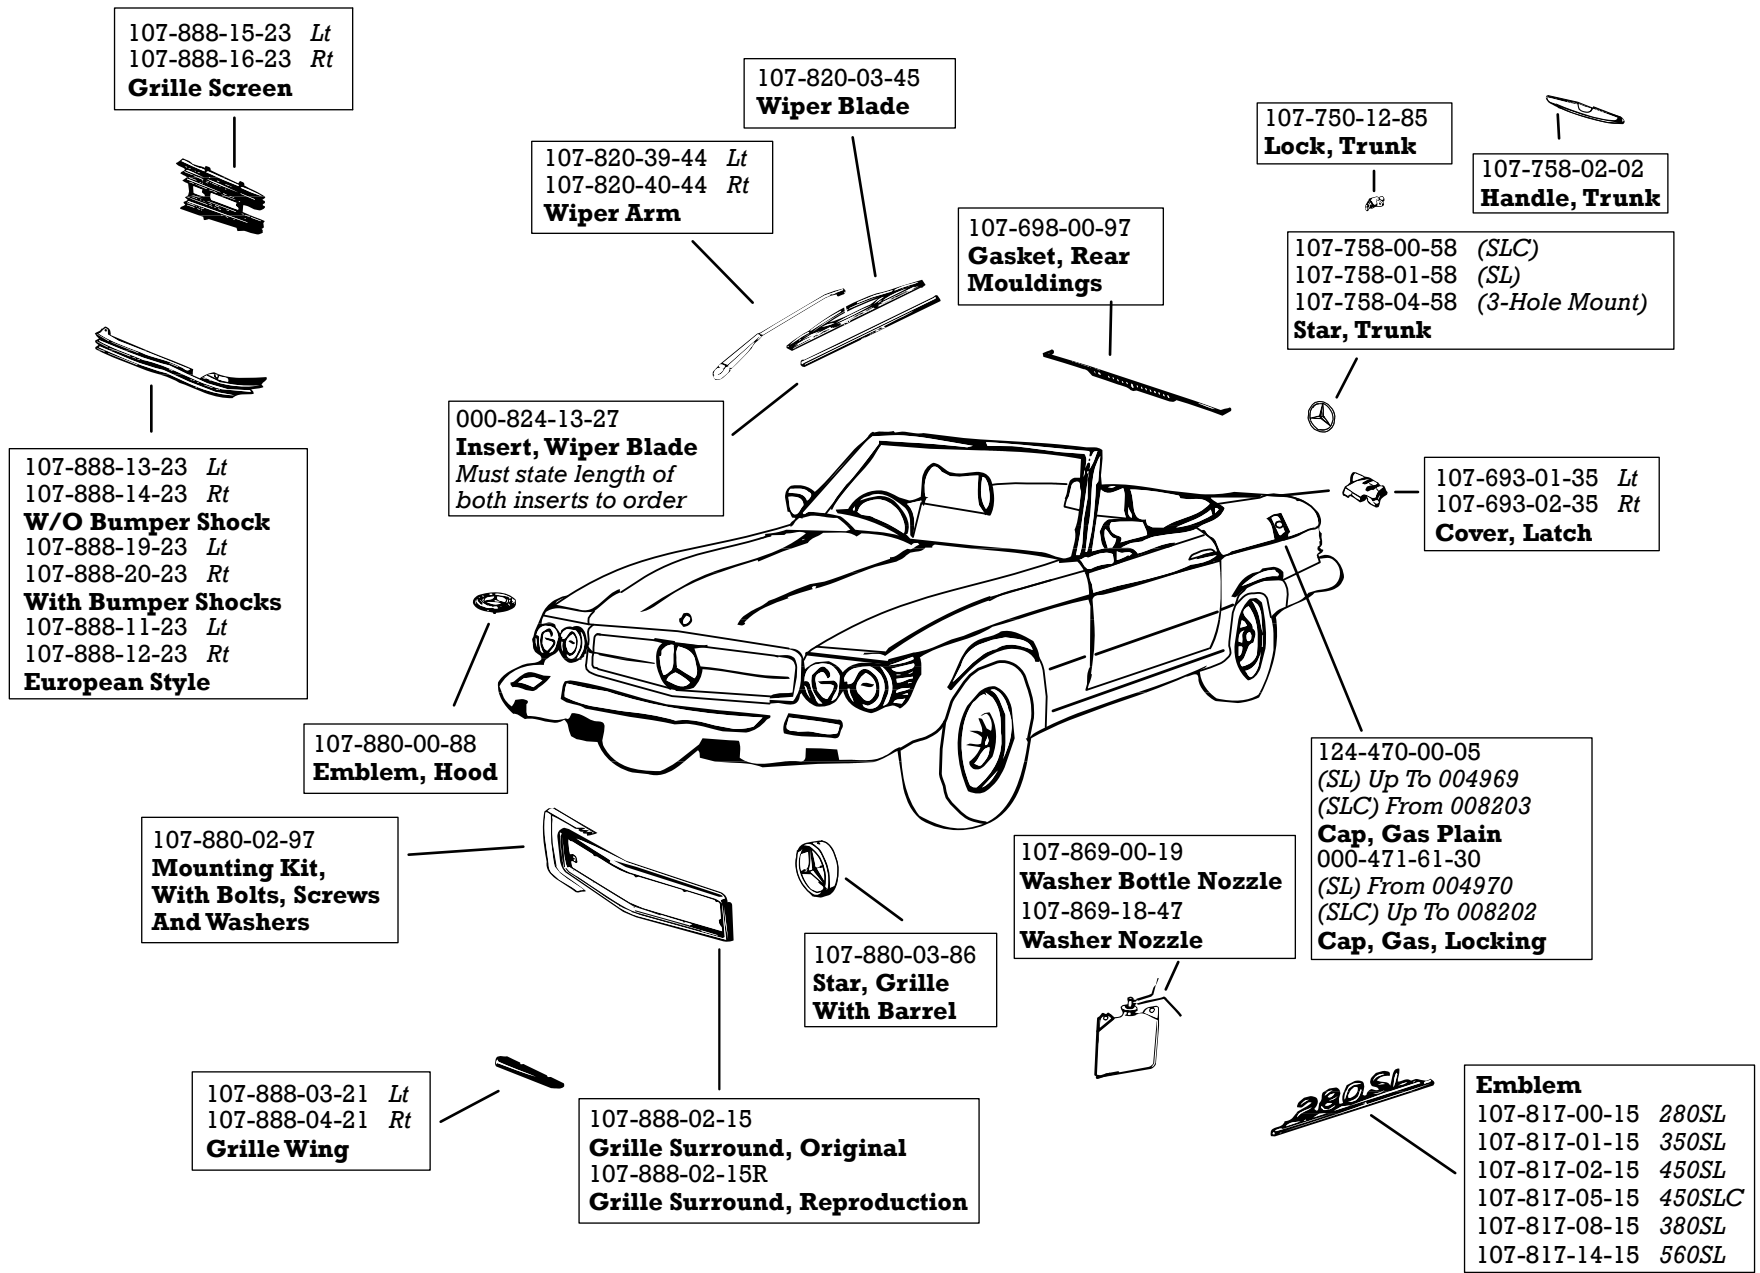 107-888-15-23 Lt
107-888-16-23 Rt
Grille Screen
107-820-03-45
Wiper Blade
107-820-39-44 Lt
107-820-40-44 Rt
Wiper Arm
107-750-12-85
Lock, Trunk
107-758-02-02
Handle, Trunk
107-698-00-97
Gasket, Rear
Mouldings
107-758-00-58 (SLC)
107-758-01-58 (SL)
107-758-04-58 (3-Hole Mount)
Star, Trunk
000-824-13-27
Insert, Wiper Blade
Must state length of
both inserts to order
107-888-13-23 Lt
107-888-14-23 Rt
W/O Bumper Shock
107-888-19-23 Lt
107-888-20-23 Rt
With Bumper Shocks
107-888-11-23 Lt
107-888-12-23 Rt
European Style
107-693-01-35 Lt
107-693-02-35 Rt
Cover, Latch
107-880-00-88
Emblem, Hood
124-470-00-05
(SL) Up To 004969
(SLC) From 008203
Cap, Gas Plain
000-471-61-30
(SL) From 004970
(SLC) Up To 008202
Cap, Gas, Locking
107-880-02-97
Mounting Kit,
With Bolts, Screws
And Washers
107-869-00-19
Washer Bottle Nozzle
107-869-18-47
Washer Nozzle
107-880-03-86
Star, Grille
With Barrel
107-888-03-21 Lt
107-888-04-21 Rt
Grille Wing
107-888-02-15
Grille Surround, Original
107-888-02-15R
Grille Surround, Reproduction
280SL
Emblem
107-817-00-15 280SL
107-817-01-15 350SL
107-817-02-15 450SL
107-817-05-15 450SLC
107-817-08-15 380SL
107-817-14-15 560SL